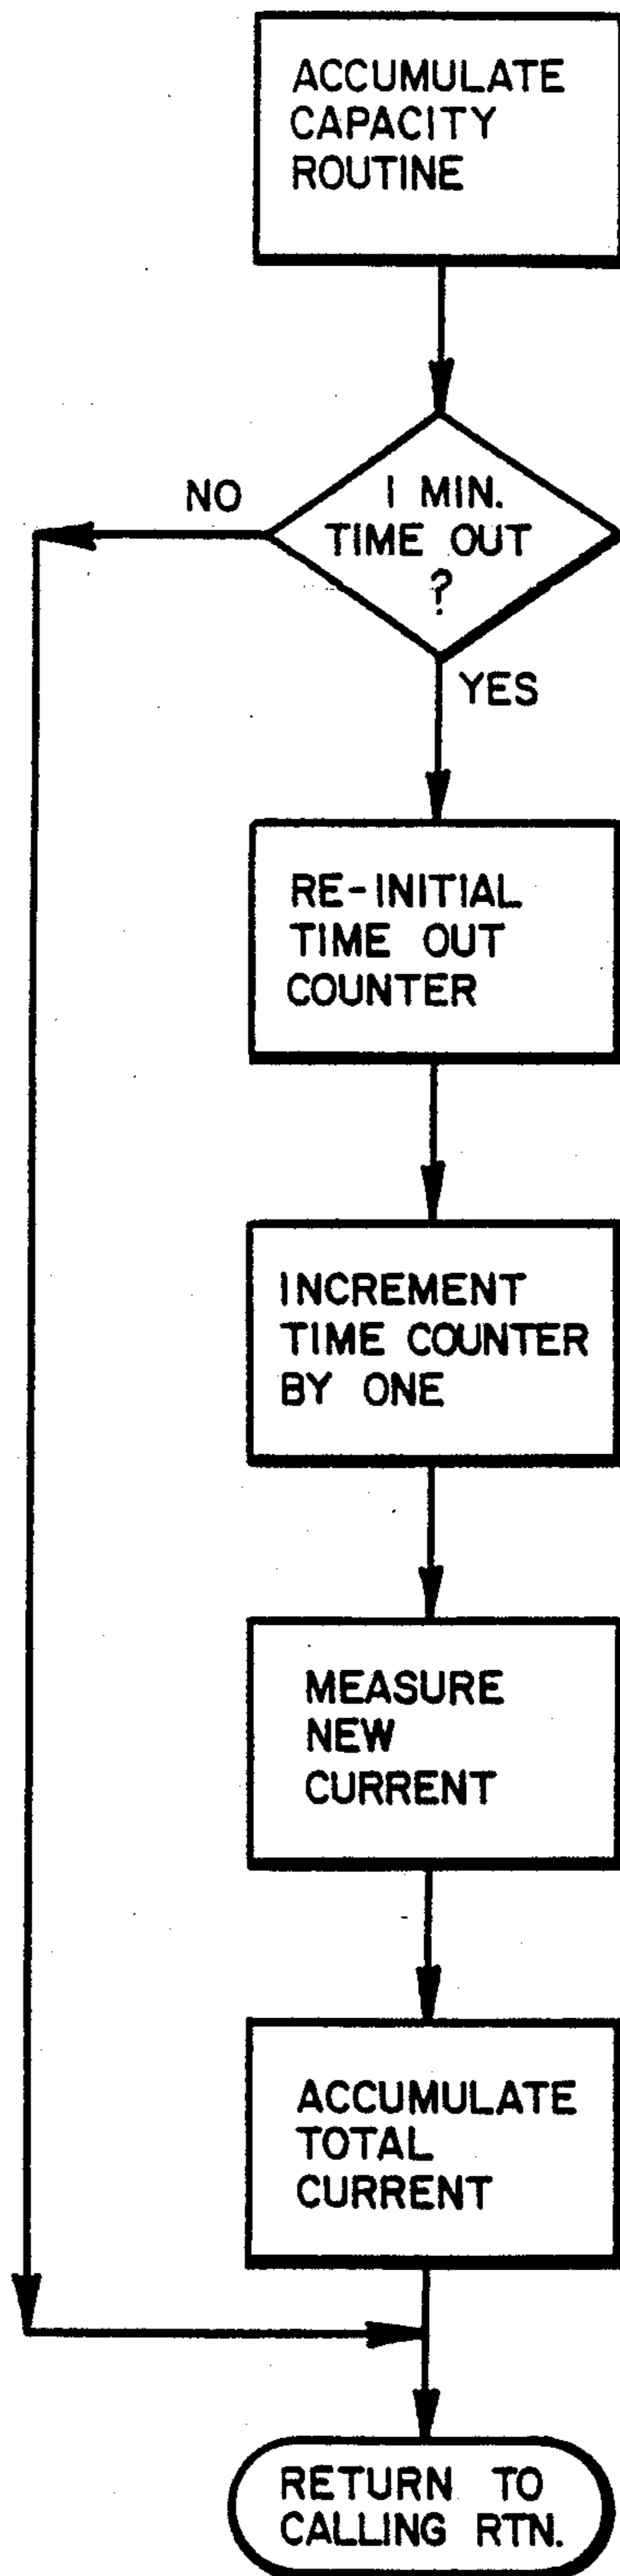 ACCUMULATE
CAPACITY
ROUTINE
NO
1 MIN.
TIME OUT
?
YES
RE-INITIAL
TIME OUT
COUNTER
INCREMENT
TIME COUNTER
BY ONE
MEASURE
NEW
CURRENT
ACCUMULATE
TOTAL
CURRENT
RETURN TO
CALLING RTN.